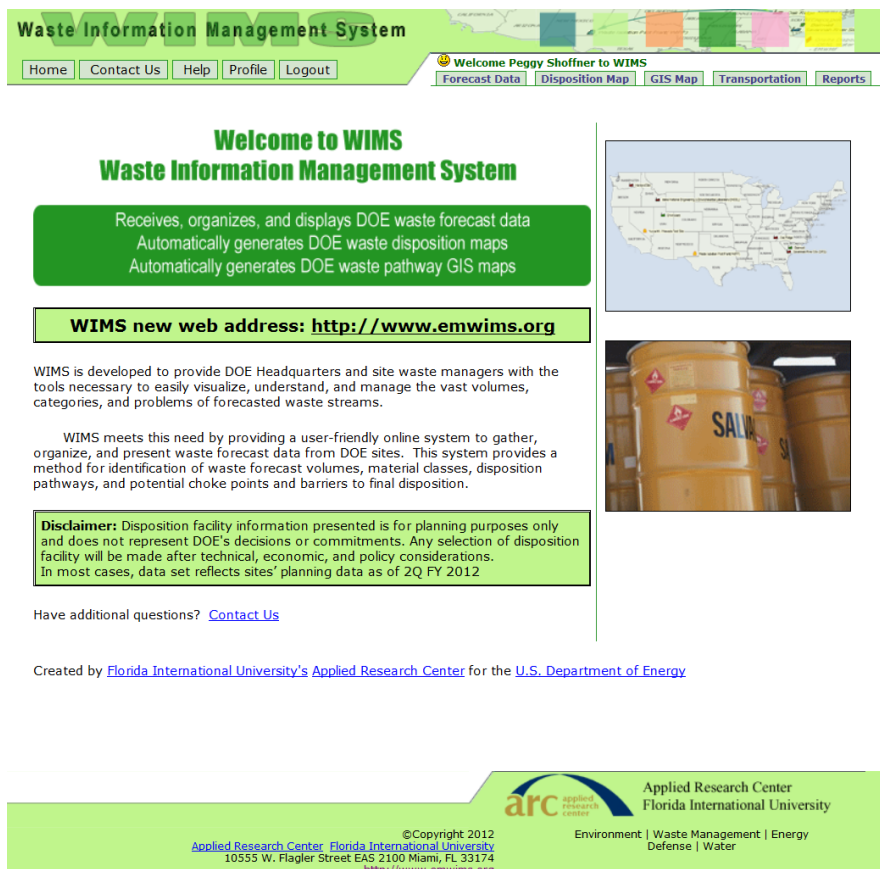 Waste Information Management System
Home
Contact Us
Help
Profile
Logout
Welcome Peggy Shoffner to WIMS
Forecast Data
Disposition Map
GIS Map
Transportation
Reports
Welcome to WIMS
Waste Information Management System
Receives, organizes, and displays DOE waste forecast data
Automatically generates DOE waste disposition maps
Automatically generates DOE waste pathway GIS maps
WIMS new web address: http://www.emwims.org
WIMS is developed to provide DOE Headquarters and site waste managers with the
tools necessary to easily visualize, understand, and manage the vast volumes,
categories, and problems of forecasted waste streams.
WIMS meets this need by providing a user-friendly online system to gather,
organize, and present waste forecast data from DOE sites. This system provides a
method for identification of waste forecast volumes, material classes, disposition
pathways, and potential choke points and barriers to final disposition.
Disclaimer: Disposition facility information presented is for planning purposes only
and does not represent DOE's decisions or commitments. Any selection of disposition
facility will be made after technical, economic, and policy considerations.
In most cases, data set reflects sites’ planning data as of 2Q FY 2012
Have additional questions? Contact Us
Created by Florida International University's Applied Research Center for the U.S. Department of Energy
arc applied
research
center
Applied Research Center
Florida International University
©Copyright 2012
Applied Research Center Florida International University
10555 W. Flagler Street EAS 2100 Miami, FL 33174
http://www.emwims.org
Environment | Waste Management | Energy
Defense | Water